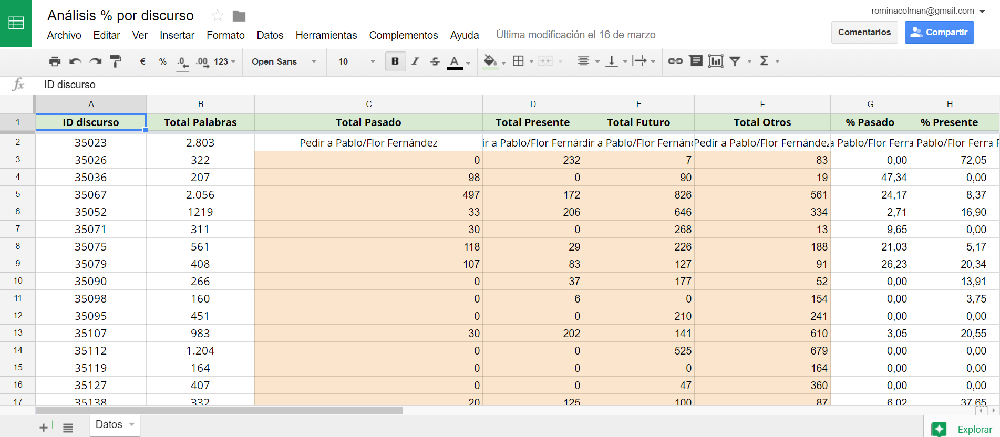 Análisis % por discurso
rominacolman@gmail.com
Archivo Editar Ver Insertar Formato Datos Herramientas Complementos Ayuda Última modificación el 16 de marzo
Comentarios Compartir
€ % .0 .00 123 Open Sans 10 B I S A Σ
fx ID discurso
A B C D E F G H
1 ID discurso Total Palabras Total Pasado Total Presente Total Futuro Total Otros % Pasado % Presente
2 35023 2.803 Pedir a Pablo/Flor Fernández ir a Pablo/Flor Fernár dir a Pablo/Flor Fernánd Pedir a Pablo/Flor Fernández a Pablo/Flor Ferra a Pablo/Flor Ferra a F
3 35026 322 0 232 7 83 0,00 72,05
4 35036 207 98 0 90 19 47,34 0,00
5 35067 2.056 497 172 826 561 24,17 8,37
6 35052 1219 33 206 646 334 2,71 16,90
7 35071 311 30 0 268 13 9,65 0,00
8 35075 561 118 29 226 188 21,03 5,17
9 35079 408 107 83 127 91 26,23 20,34
10 35090 266 0 37 177 52 0,00 13,91
11 35098 160 0 6 0 154 0,00 3,75
12 35095 451 0 0 210 241 0,00 0,00
13 35107 983 30 202 141 610 3,05 20,55
14 35112 1.204 0 0 525 679 0,00 0,00
15 35119 164 0 0 0 164 0,00 0,00
16 35127 407 0 0 47 360 0,00 0,00
17 35138 332 20 125 100 87 6,02 37,65
Datos
Explorar